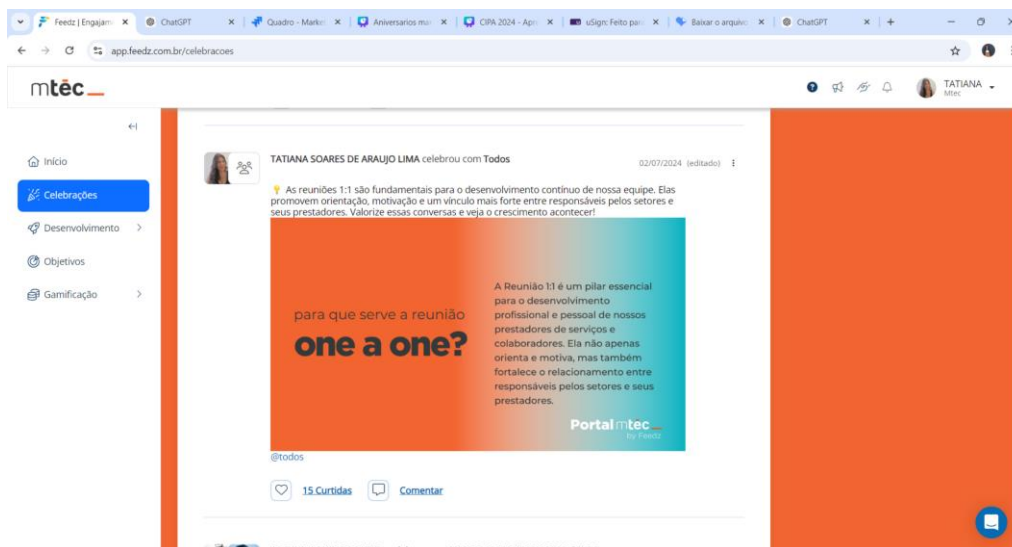 Feedz | Engajam
ChatGPT
Quadro - Market
Aniversarios mar
CIPA 2024 - Apr
uSign: Feito par
Baixar o arquivo
ChatGPT
app.feedz.com.br/celebracoes
mtēc
TATIANA
Mtec
Início
Celebrações
Desenvolvimento
Objetivos
Gamificação
TATIANA SOARES DE ARAUJO LIMA celebrou com Todos
02/07/2024 (editado)
As reuniões 1:1 são fundamentais para o desenvolvimento contínuo de nossa equipe. Elas
promovem orientação, motivação e um vínculo mais forte entre responsáveis pelos setores e
seus prestadores. Valorize essas conversas e veja o crescimento acontecer!
para que serve a reunião
one a one?
A Reunião 1:1 é um pilar essencial
para o desenvolvimento
profissional e pessoal de nossos
prestadores de serviços e
colaboradores. Ela não apenas
orienta e motiva, mas também
fortalece o relacionamento entre
responsáveis pelos setores e seus
prestadores.
Portal mtēc
by Feedz
@todos
15 Curtidas
Comentar